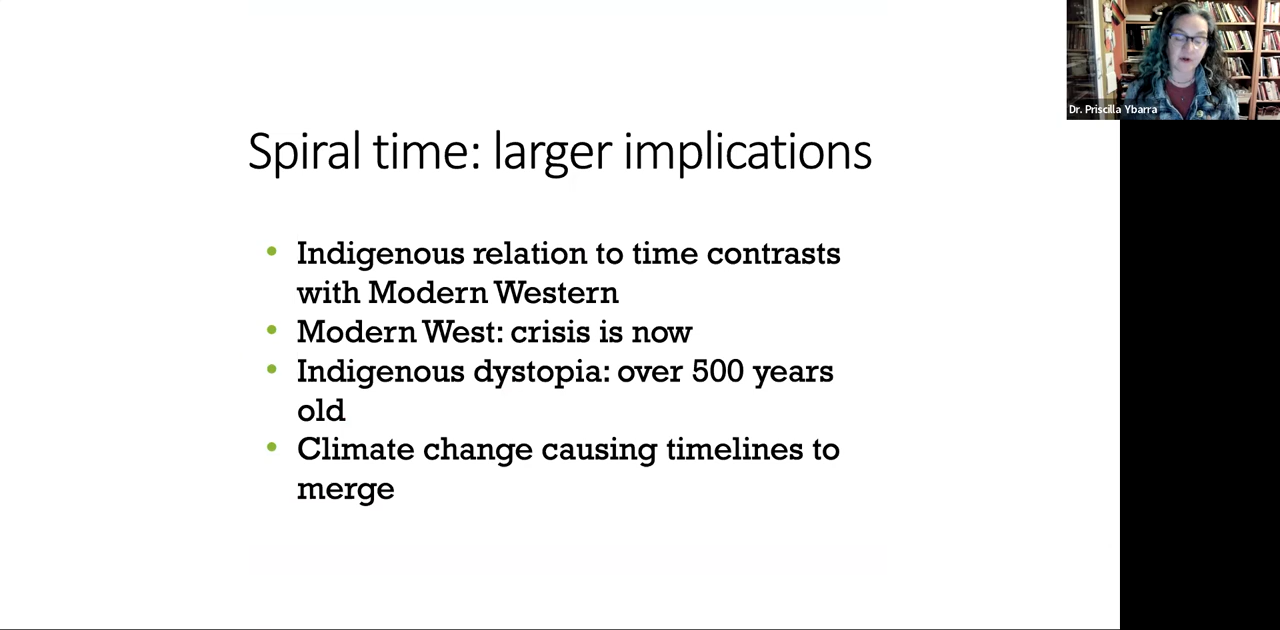 Dr. Priscilla Ybarra
Spiral time: larger implications
• Indigenous relation to time contrasts
with Modern Western
• Modern West: crisis is now
• Indigenous dystopia: over 500 years
old
• Climate change causing timelines to
merge